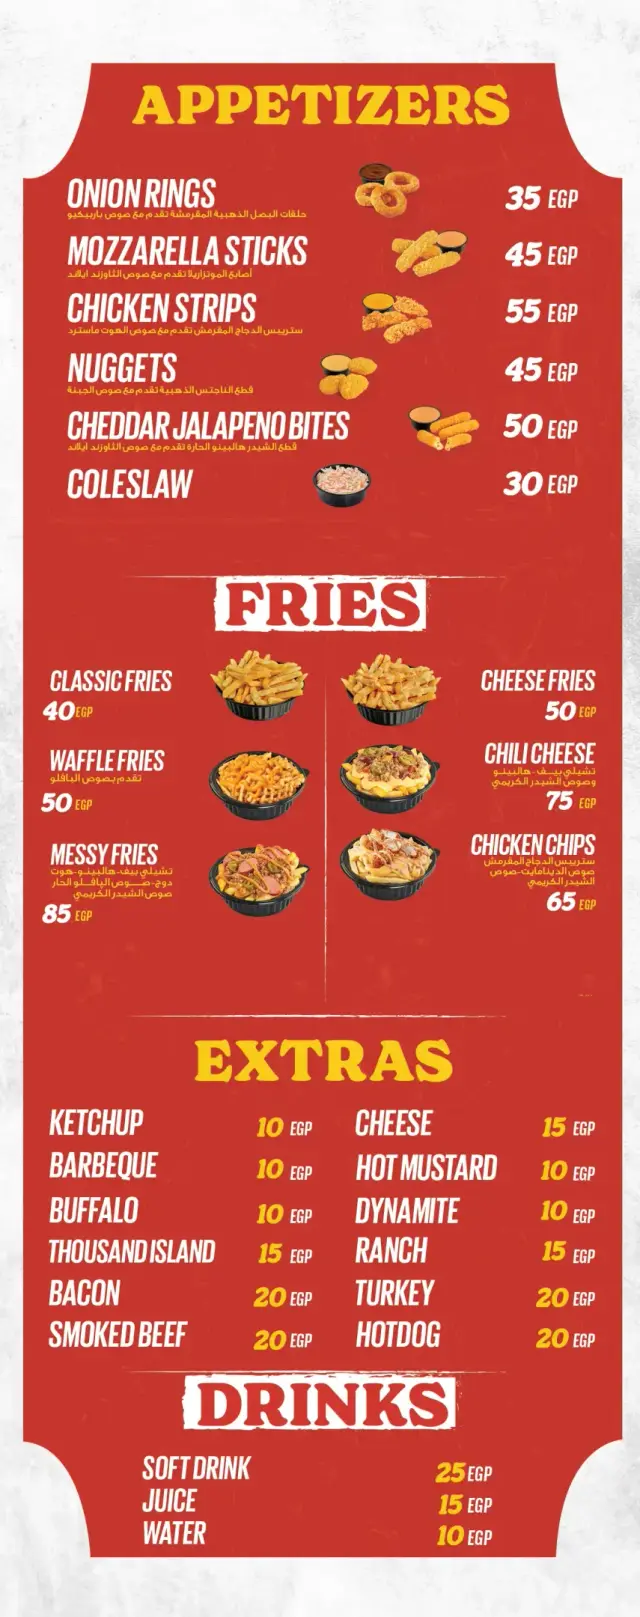 APPETIZERS
ONION RINGS
35 EGP
حلقات البصل الذهبية المقرمشة تقدم مع صوص باربيكيو
MOZZARELLA STICKS
45 EGP
أصابع الموتزاريلا تقدم مع صوص الثاوزند ايلاند
CHICKEN STRIPS
55 EGP
ستريبس الدجاج المقرمش تقدم مع صوص الهوت ماسترد
NUGGETS
45 EGP
قطع الناجتس الذهبية تقدم مع صوص الجبنة
CHEDDAR JALAPENO BITES
50 EGP
قطع الشيدر هالبينو الحارة تقدم مع صوص الثاوزند ايلاند
COLESLAW
30 EGP
FRIES
CLASSIC FRIES
40 EGP
WAFFLE FRIES
تقدم بصوص البافلو
50 EGP
MESSY FRIES
تشيلي بيف-هالبينو-هوت
دوج-صوص البافلو الحار
صوص الشيدر الكريمي
85 EGP
CHEESE FRIES
50 EGP
CHILI CHEESE
تشيلي بيف - هالبينو
وصوص الشيدر الكريمي
75 EGP
CHICKEN CHIPS
ستريبس الدجاج المقرمش
صوص الدينامايت-صوص
الشيدر الكريمي
65 EGP
EXTRAS
KETCHUP 10 EGP
BARBEQUE 10 EGP
BUFFALO 10 EGP
THOUSAND ISLAND 15 EGP
BACON 20 EGP
SMOKED BEEF 20 EGP
CHEESE 15 EGP
HOT MUSTARD 10 EGP
DYNAMITE 10 EGP
RANCH 15 EGP
TURKEY 20 EGP
HOTDOG 20 EGP
DRINKS
SOFT DRINK 25 EGP
JUICE 15 EGP
WATER 10 EGP